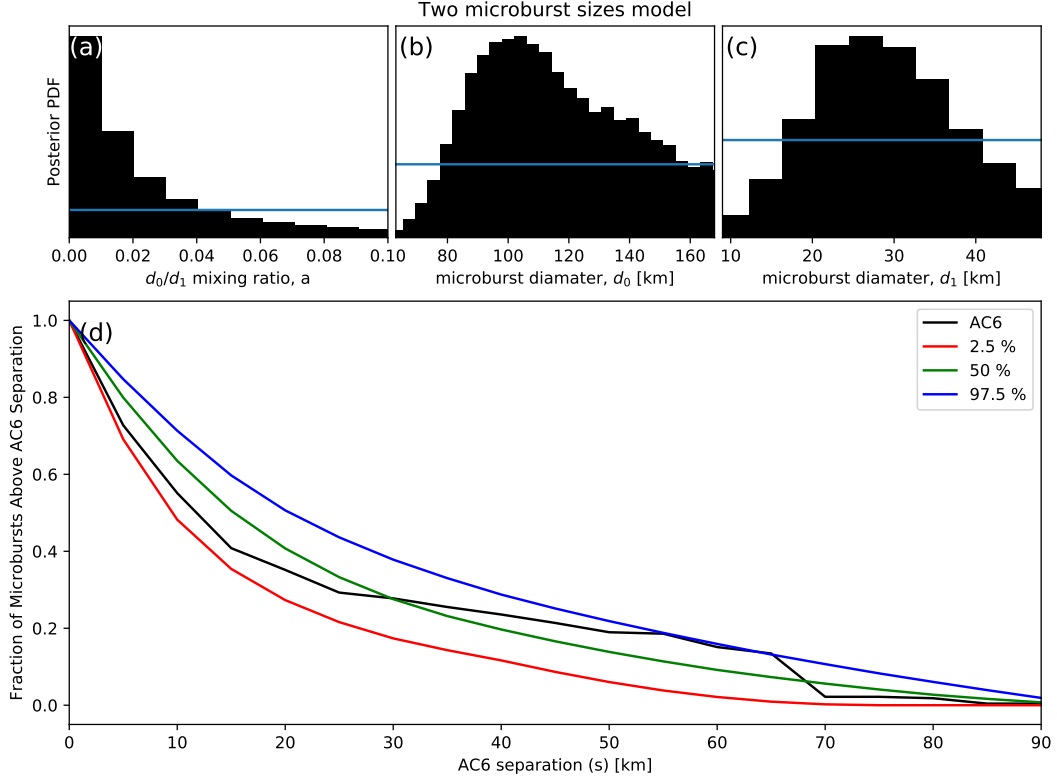 Two microburst sizes model
(a)
(b)
(c)
Posterior PDF
0.00 0.02 0.04 0.06 0.08 0.10
80 100 120 140 160
10 20 30 40
d₀/d₁ mixing ratio, a
microburst diamater, d₀ [km]
microburst diamater, d₁ [km]
(d)
AC6
2.5 %
50 %
97.5 %
Fraction of Microbursts Above AC6 Separation
1.0
0.8
0.6
0.4
0.2
0.0
0 10 20 30 40 50 60 70 80 90
AC6 separation (s) [km]